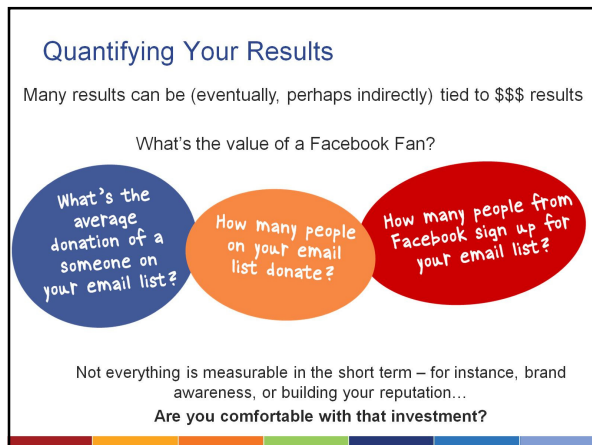 Quantifying Your Results
Many results can be (eventually, perhaps indirectly) tied to $$$ results
What's the value of a Facebook Fan?
What's the
average
donation of a
someone on
your email list?
How many people
on your email
list donate?
How many people from
Facebook sign up for
your email list?
Not everything is measurable in the short term – for instance, brand
awareness, or building your reputation…
Are you comfortable with that investment?